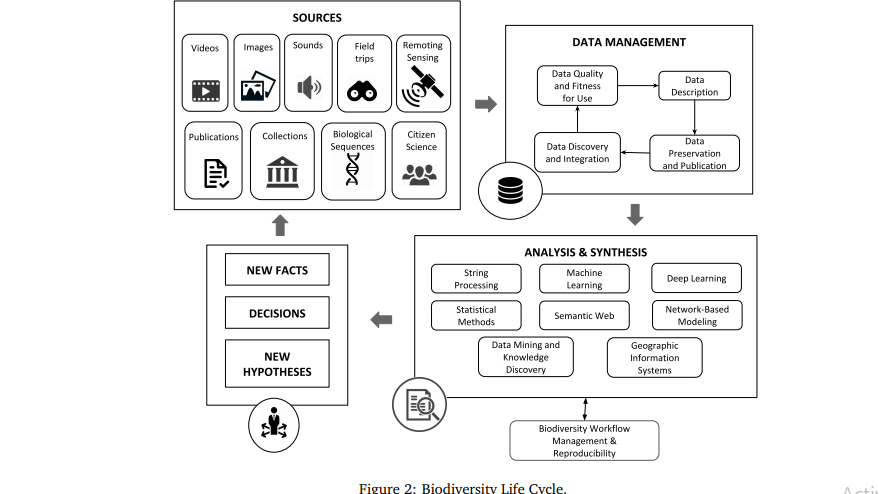 SOURCES
Videos
Images
Sounds
Field
trips
Remoting
Sensing
Publications
Collections
Biological
Sequences
Citizen
Science
DATA MANAGEMENT
Data Quality
and Fitness
for Use
Data
Description
Data Discovery
and Integration
Data
Preservation
and Publication
ANALYSIS & SYNTHESIS
String
Processing
Machine
Learning
Deep Learning
Statistical
Methods
Semantic Web
Network-Based
Modeling
Data Mining and
Knowledge
Discovery
Geographic
Information
Systems
NEW FACTS
DECISIONS
NEW
HYPOTHESES
Biodiversity Workflow
Management &
Reproducibility
Figure 2: Biodiversity Life Cycle.